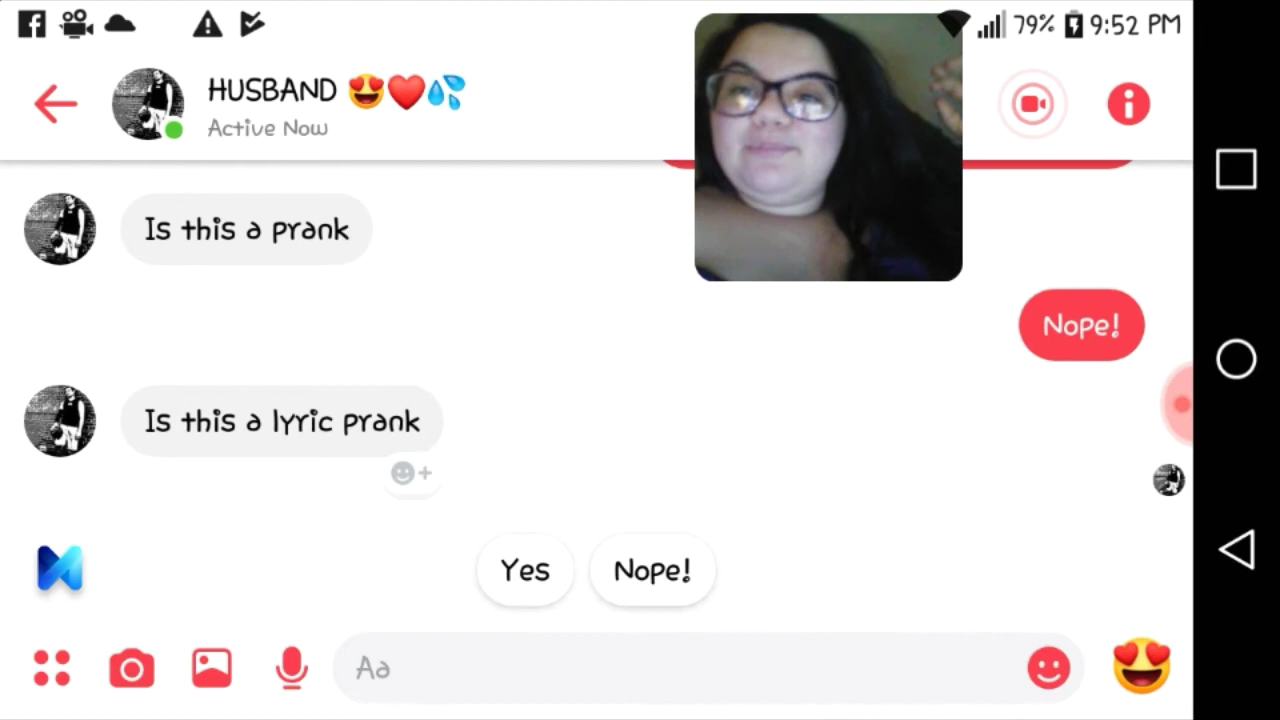 79% 9:52 PM
HUSBAND 😍❤️💦
Active Now
Is this a prank
Nope!
Is this a lyric prank
Yes Nope!
Aa